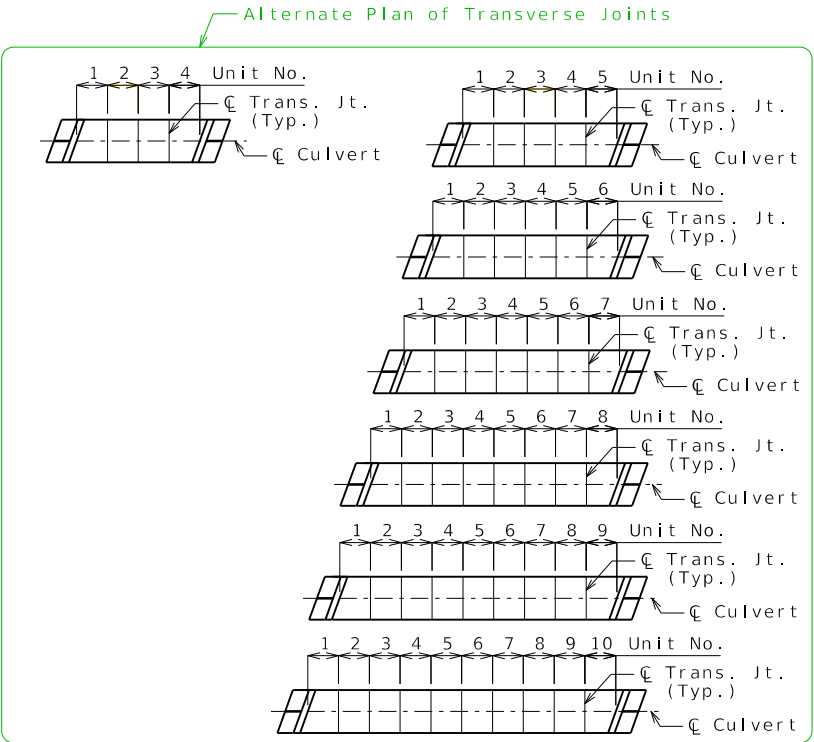 Alternate Plan of Transverse Joints
1 2 3 4 Unit No.
℄ Trans. Jt.
(Typ.)
℄ Culvert
1 2 3 4 5 Unit No.
℄ Trans. Jt.
(Typ.)
℄ Culvert
1 2 3 4 5 6 Unit No.
℄ Trans. Jt.
(Typ.)
℄ Culvert
1 2 3 4 5 6 7 Unit No.
℄ Trans. Jt.
(Typ.)
℄ Culvert
1 2 3 4 5 6 7 8 Unit No.
℄ Trans. Jt.
(Typ.)
℄ Culvert
1 2 3 4 5 6 7 8 9 Unit No.
℄ Trans. Jt.
(Typ.)
℄ Culvert
1 2 3 4 5 6 7 8 9 10 Unit No.
℄ Trans. Jt.
(Typ.)
℄ Culvert